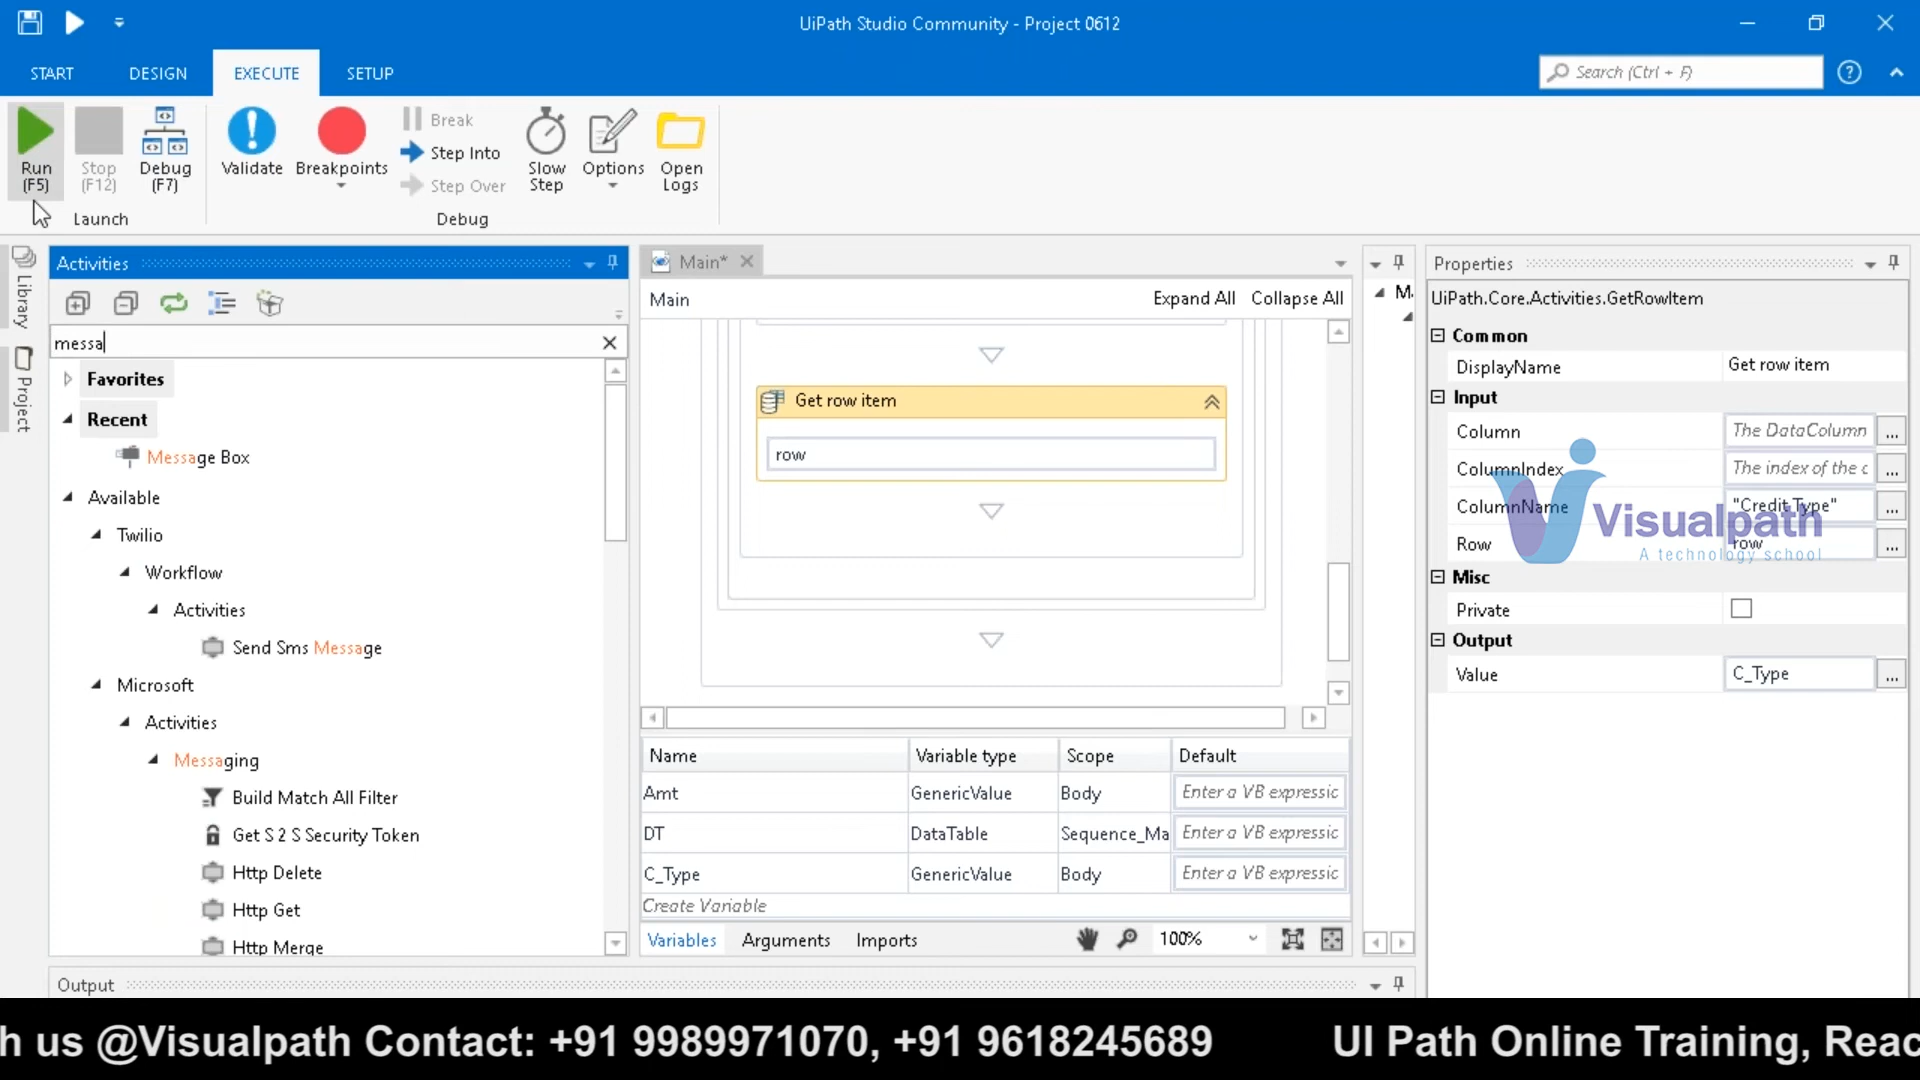 UiPath Studio Community - Project 0612
START DESIGN EXECUTE SETUP
Search (Ctrl + F)
Run (F5)
Stop (F12)
Debug (F7)
Launch
Validate
Breakpoints
Break
Step Into
Step Over
Slow Step
Options
Open Logs
Debug
Library
Project
Activities
messa
Favorites
Recent
Message Box
Available
Twilio
Workflow
Activities
Send Sms Message
Microsoft
Activities
Messaging
Build Match All Filter
Get S 2 S Security Token
Http Delete
Http Get
Http Merge
Main*
Main
Expand All Collapse All
Get row item
row
Name Variable type Scope Default
Amt GenericValue Body Enter a VB expressic
DT DataTable Sequence_Ma Enter a VB expressic
C_Type GenericValue Body Enter a VB expressic
Create Variable
Variables Arguments Imports 100%
M
Properties
UiPath.Core.Activities.GetRowItem
Common
DisplayName Get row item
Input
Column The DataColumn ...
ColumnIndex The index of the c ...
ColumnName "Credit Type" ...
Row row ...
Misc
Private
Output
Value C_Type ...
Visualpath
A technology school
Output
h us @Visualpath Contact: +91 9989971070, +91 9618245689 UI Path Online Training, Reac